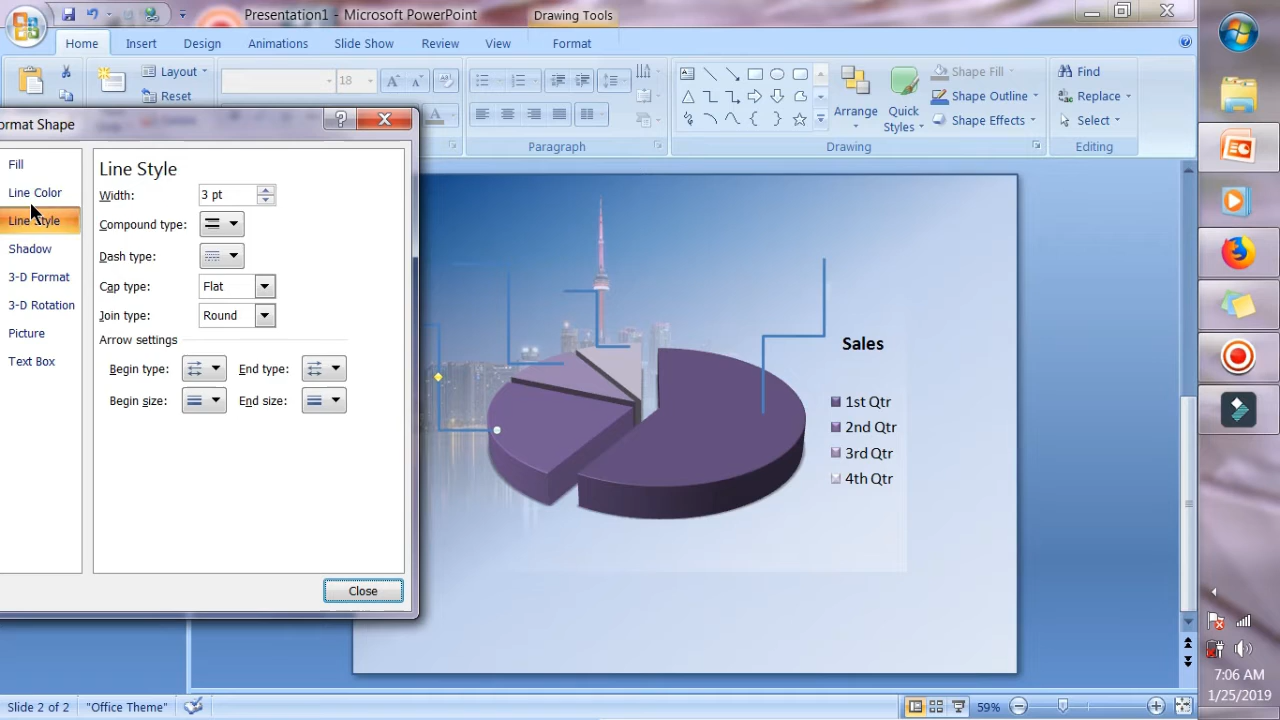 Presentation1 - Microsoft PowerPoint
Drawing Tools
Home
Insert
Design
Animations
Slide Show
Review
View
Format
Layout
Reset
18
Arrange
Quick
Styles
Shape Fill
Shape Outline
Shape Effects
Find
Replace
Select
Paragraph
Drawing
Editing
ormat Shape
Fill
Line Color
Line Style
Shadow
3-D Format
3-D Rotation
Picture
Text Box
Line Style
Width:
3 pt
Compound type:
Dash type:
Cap type:
Flat
Join type:
Round
Arrow settings
Begin type:
End type:
Begin size:
End size:
Close
Sales
1st Qtr
2nd Qtr
3rd Qtr
4th Qtr
Slide 2 of 2
"Office Theme"
59%
7:06 AM
1/25/2019